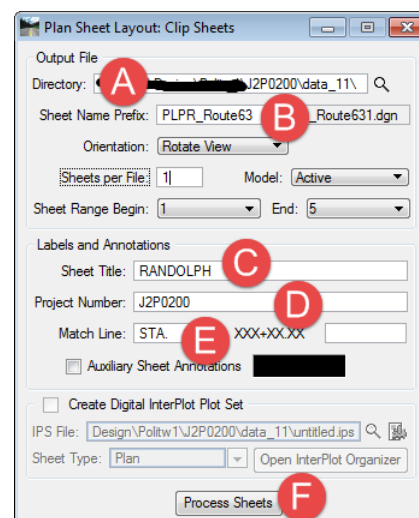 Plan Sheet Layout: Clip Sheets
Output File
Directory: A \J2P0200\data_11\
Sheet Name Prefix: PLPR_Route63 B _Route631.dgn
Orientation: Rotate View
Sheets per File: 1 Model: Active
Sheet Range Begin: 1 End: 5
Labels and Annotations
Sheet Title: RANDOLPH C
Project Number: J2P0200 D
Match Line: STA. E XXX+XX.XX
Auxiliary Sheet Annotations
Create Digital InterPlot Plot Set
IPS File: Design\Politw1\J2P0200\data_11\untitled.ips
Sheet Type: Plan Open InterPlot Organizer
Process Sheets F